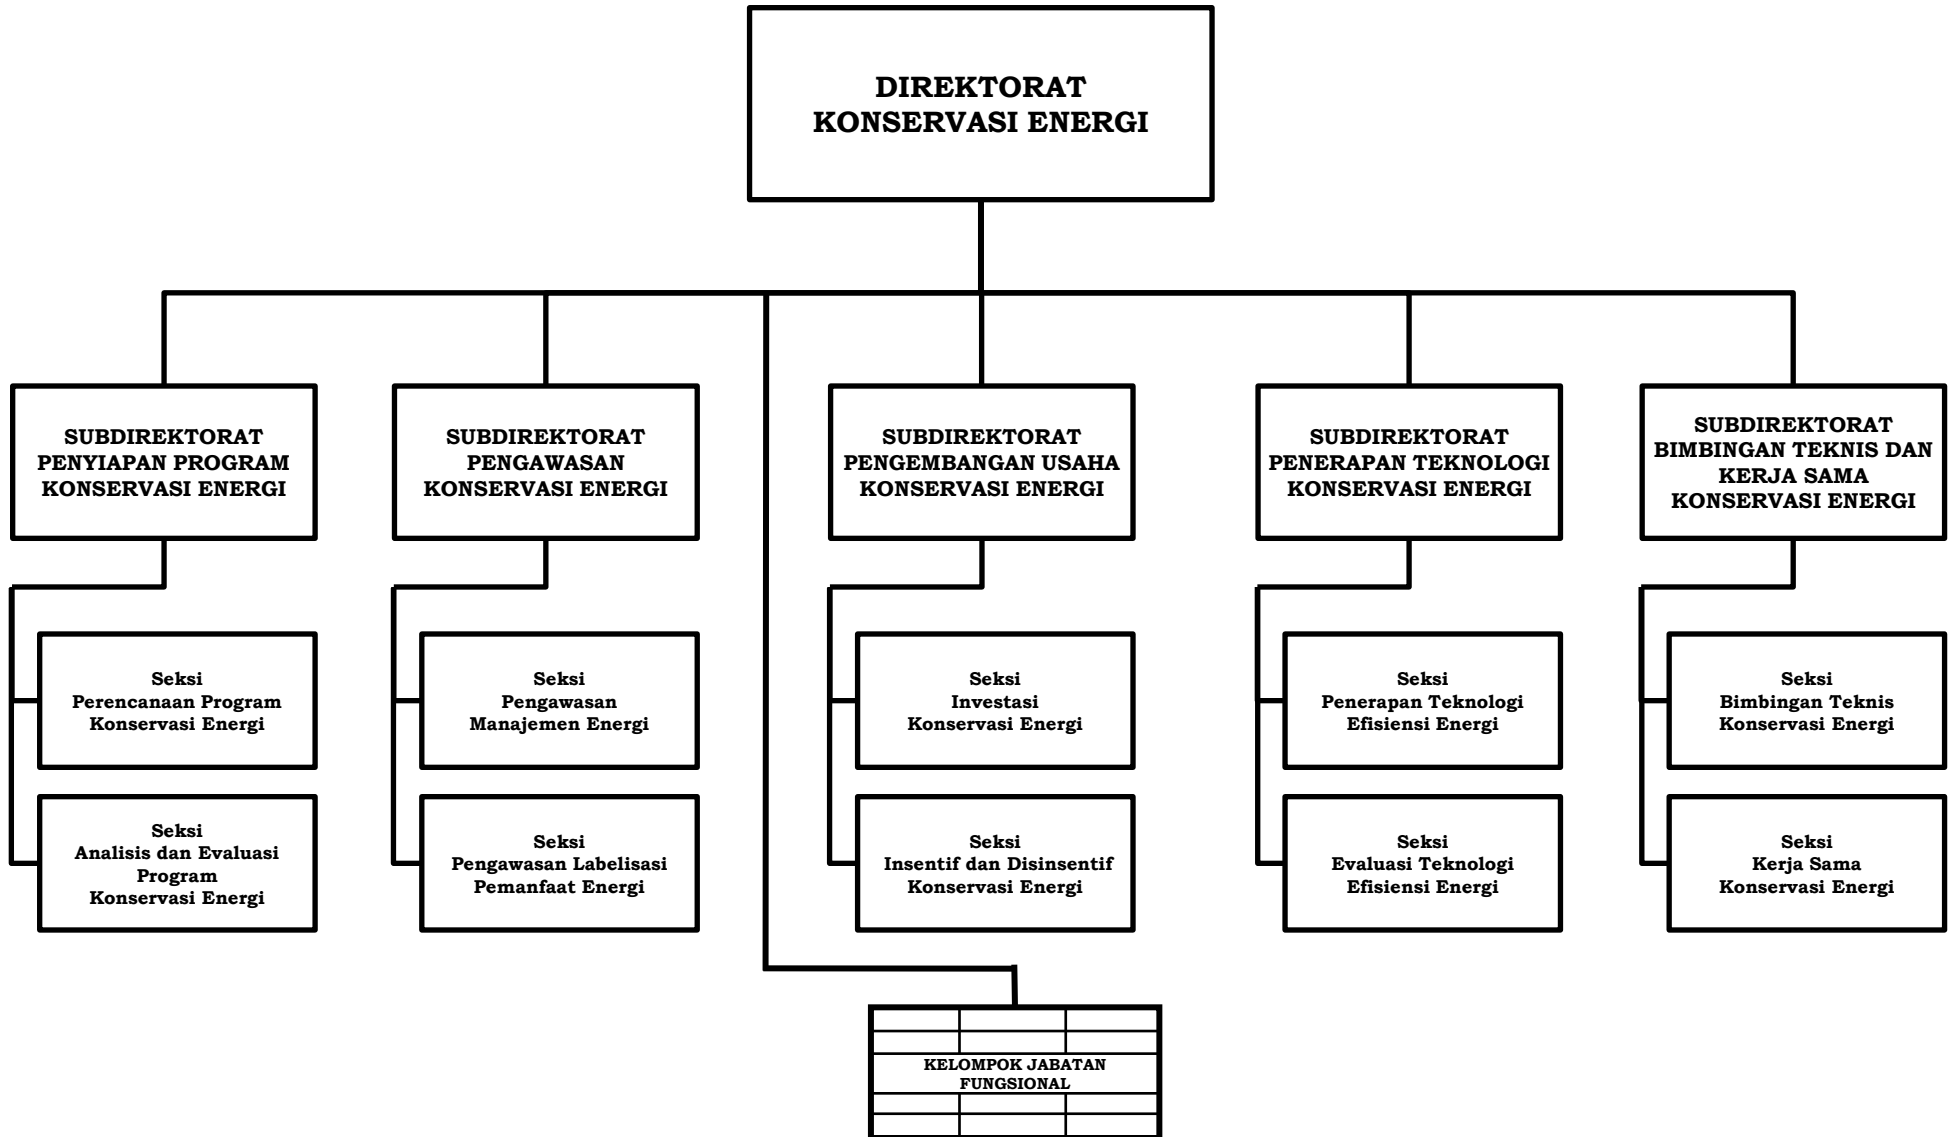 DIREKTORAT
KONSERVASI ENERGI
SUBDIREKTORAT
PENYIAPAN PROGRAM
KONSERVASI ENERGI
SUBDIREKTORAT
PENGAWASAN
KONSERVASI ENERGI
SUBDIREKTORAT
PENGEMBANGAN USAHA
KONSERVASI ENERGI
SUBDIREKTORAT
PENERAPAN TEKNOLOGI
KONSERVASI ENERGI
SUBDIREKTORAT
BIMBINGAN TEKNIS DAN
KERJA SAMA
KONSERVASI ENERGI
Seksi
Perencanaan Program
Konservasi Energi
Seksi
Pengawasan
Manajemen Energi
Seksi
Investasi
Konservasi Energi
Seksi
Penerapan Teknologi
Efisiensi Energi
Seksi
Bimbingan Teknis
Konservasi Energi
Seksi
Analisis dan Evaluasi
Program
Konservasi Energi
Seksi
Pengawasan Labelisasi
Pemanfaat Energi
Seksi
Insentif dan Disinsentif
Konservasi Energi
Seksi
Evaluasi Teknologi
Efisiensi Energi
Seksi
Kerja Sama
Konservasi Energi
KELOMPOK JABATAN
FUNGSIONAL